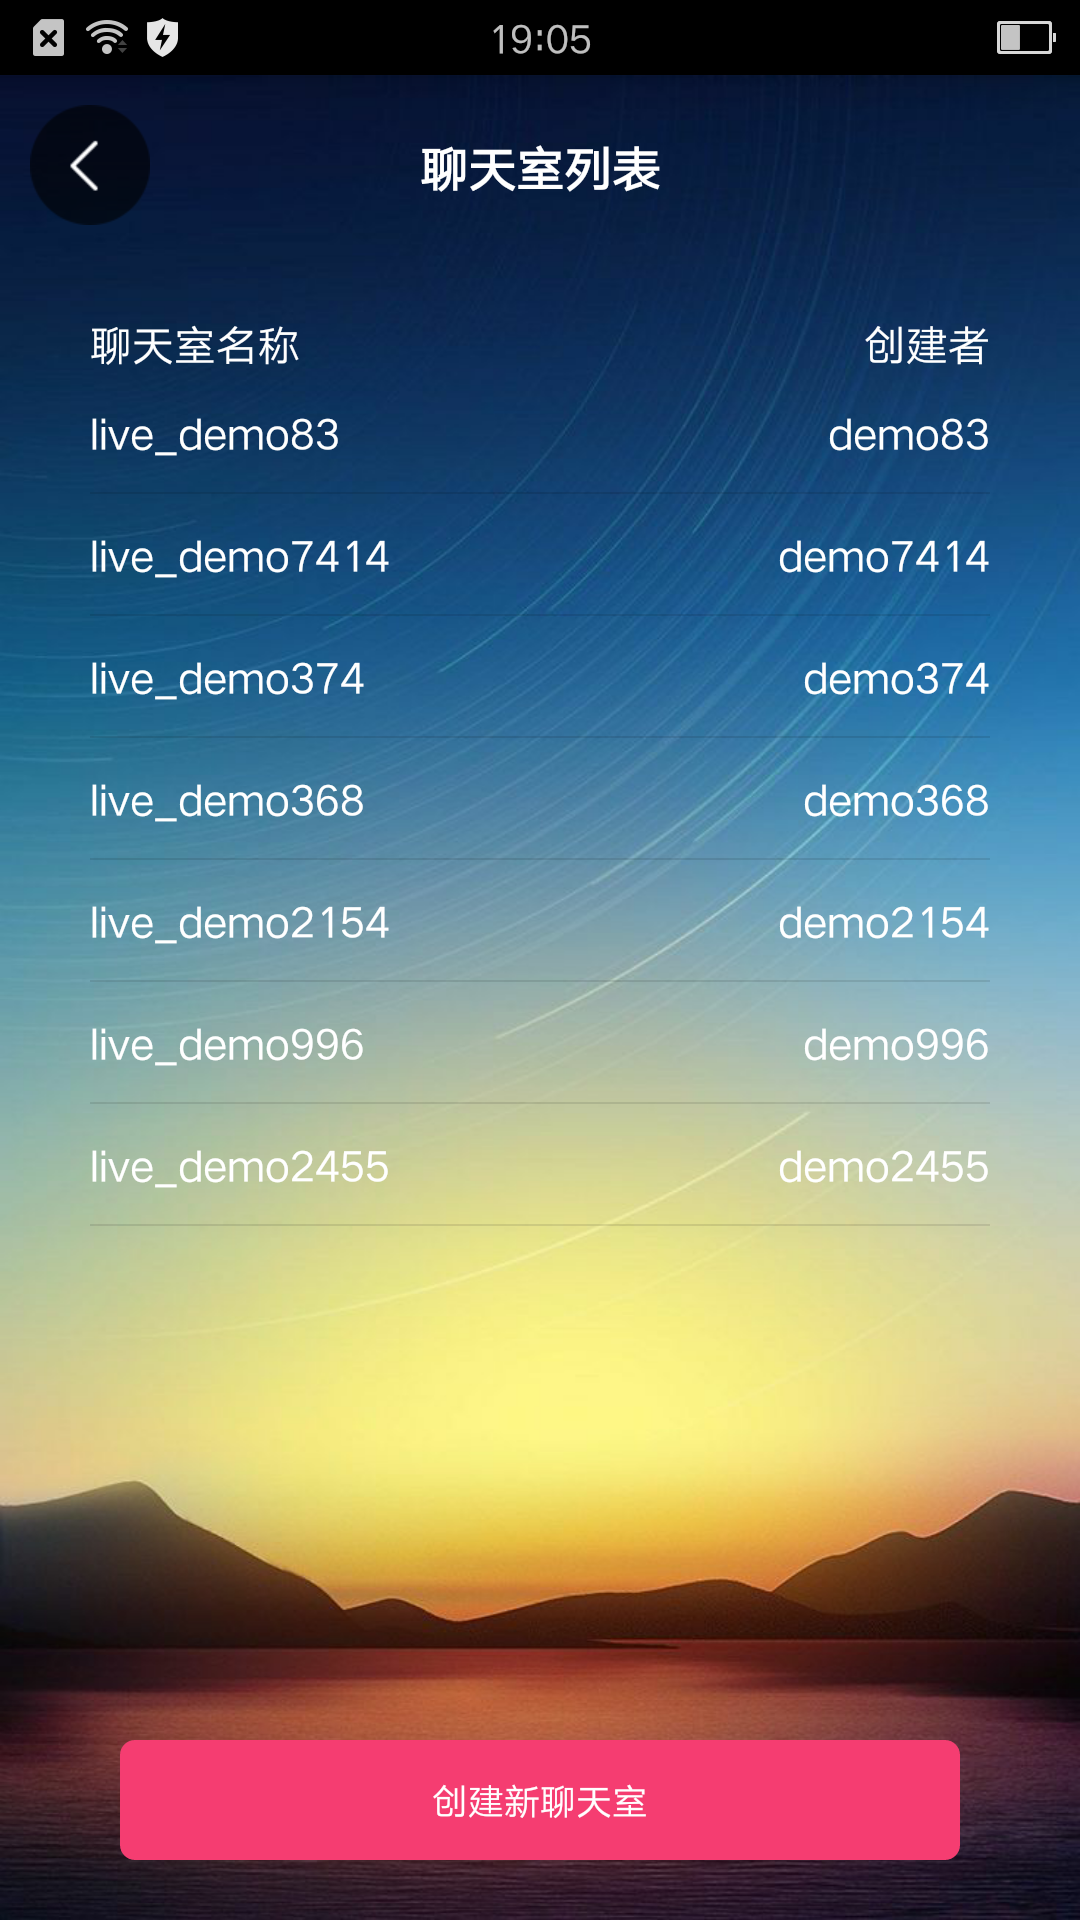 19:05
聊天室列表
聊天室名称 创建者
live_demo83 demo83
live_demo7414 demo7414
live_demo374 demo374
live_demo368 demo368
live_demo2154 demo2154
live_demo996 demo996
live_demo2455 demo2455
创建新聊天室